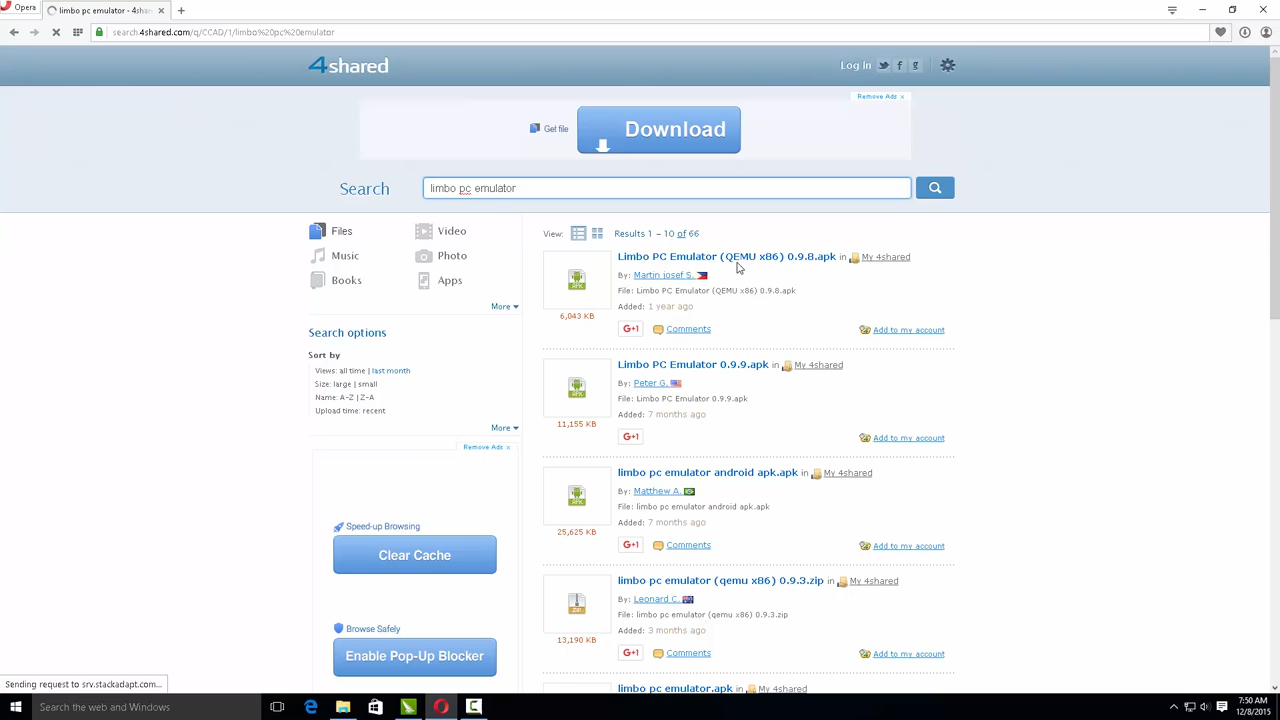 Opera
limbo pc emulator - 4shar
search.4shared.com/q/CCAD/1/limbo%20pc%20emulator
4shared
Log in
Remove Ads x
Get file
Download
Search
limbo pc emulator
Files
Video
Music
Photo
Books
Apps
More
Search options
Sort by
Views: all time | last month
Size: large | small
Name: A-Z | Z-A
Upload time: recent
More
Remove Ads x
Speed-up Browsing
Clear Cache
Browse Safely
Enable Pop-Up Blocker
View:
Results 1 - 10 of 66
Limbo PC Emulator (QEMU x86) 0.9.8.apk in My 4shared
By: Martin josef S.
File: Limbo PC Emulator (QEMU x86) 0.9.8.apk
Added: 1 year ago
6,043 KB
G+1
Comments
Add to my account
Limbo PC Emulator 0.9.9.apk in My 4shared
By: Peter G.
File: Limbo PC Emulator 0.9.9.apk
Added: 7 months ago
11,155 KB
G+1
Add to my account
limbo pc emulator android apk.apk in My 4shared
By: Matthew A.
File: limbo pc emulator android apk.apk
Added: 7 months ago
25,625 KB
G+1
Comments
Add to my account
limbo pc emulator (qemu x86) 0.9.3.zip in My 4shared
By: Leonard C.
File: limbo pc emulator (qemu x86) 0.9.3.zip
Added: 3 months ago
13,190 KB
G+1
Comments
Add to my account
limbo pc emulator.apk in My 4shared
Sending request to srv.stackadapt.com...
Search the web and Windows
7:50 AM
12/8/2015